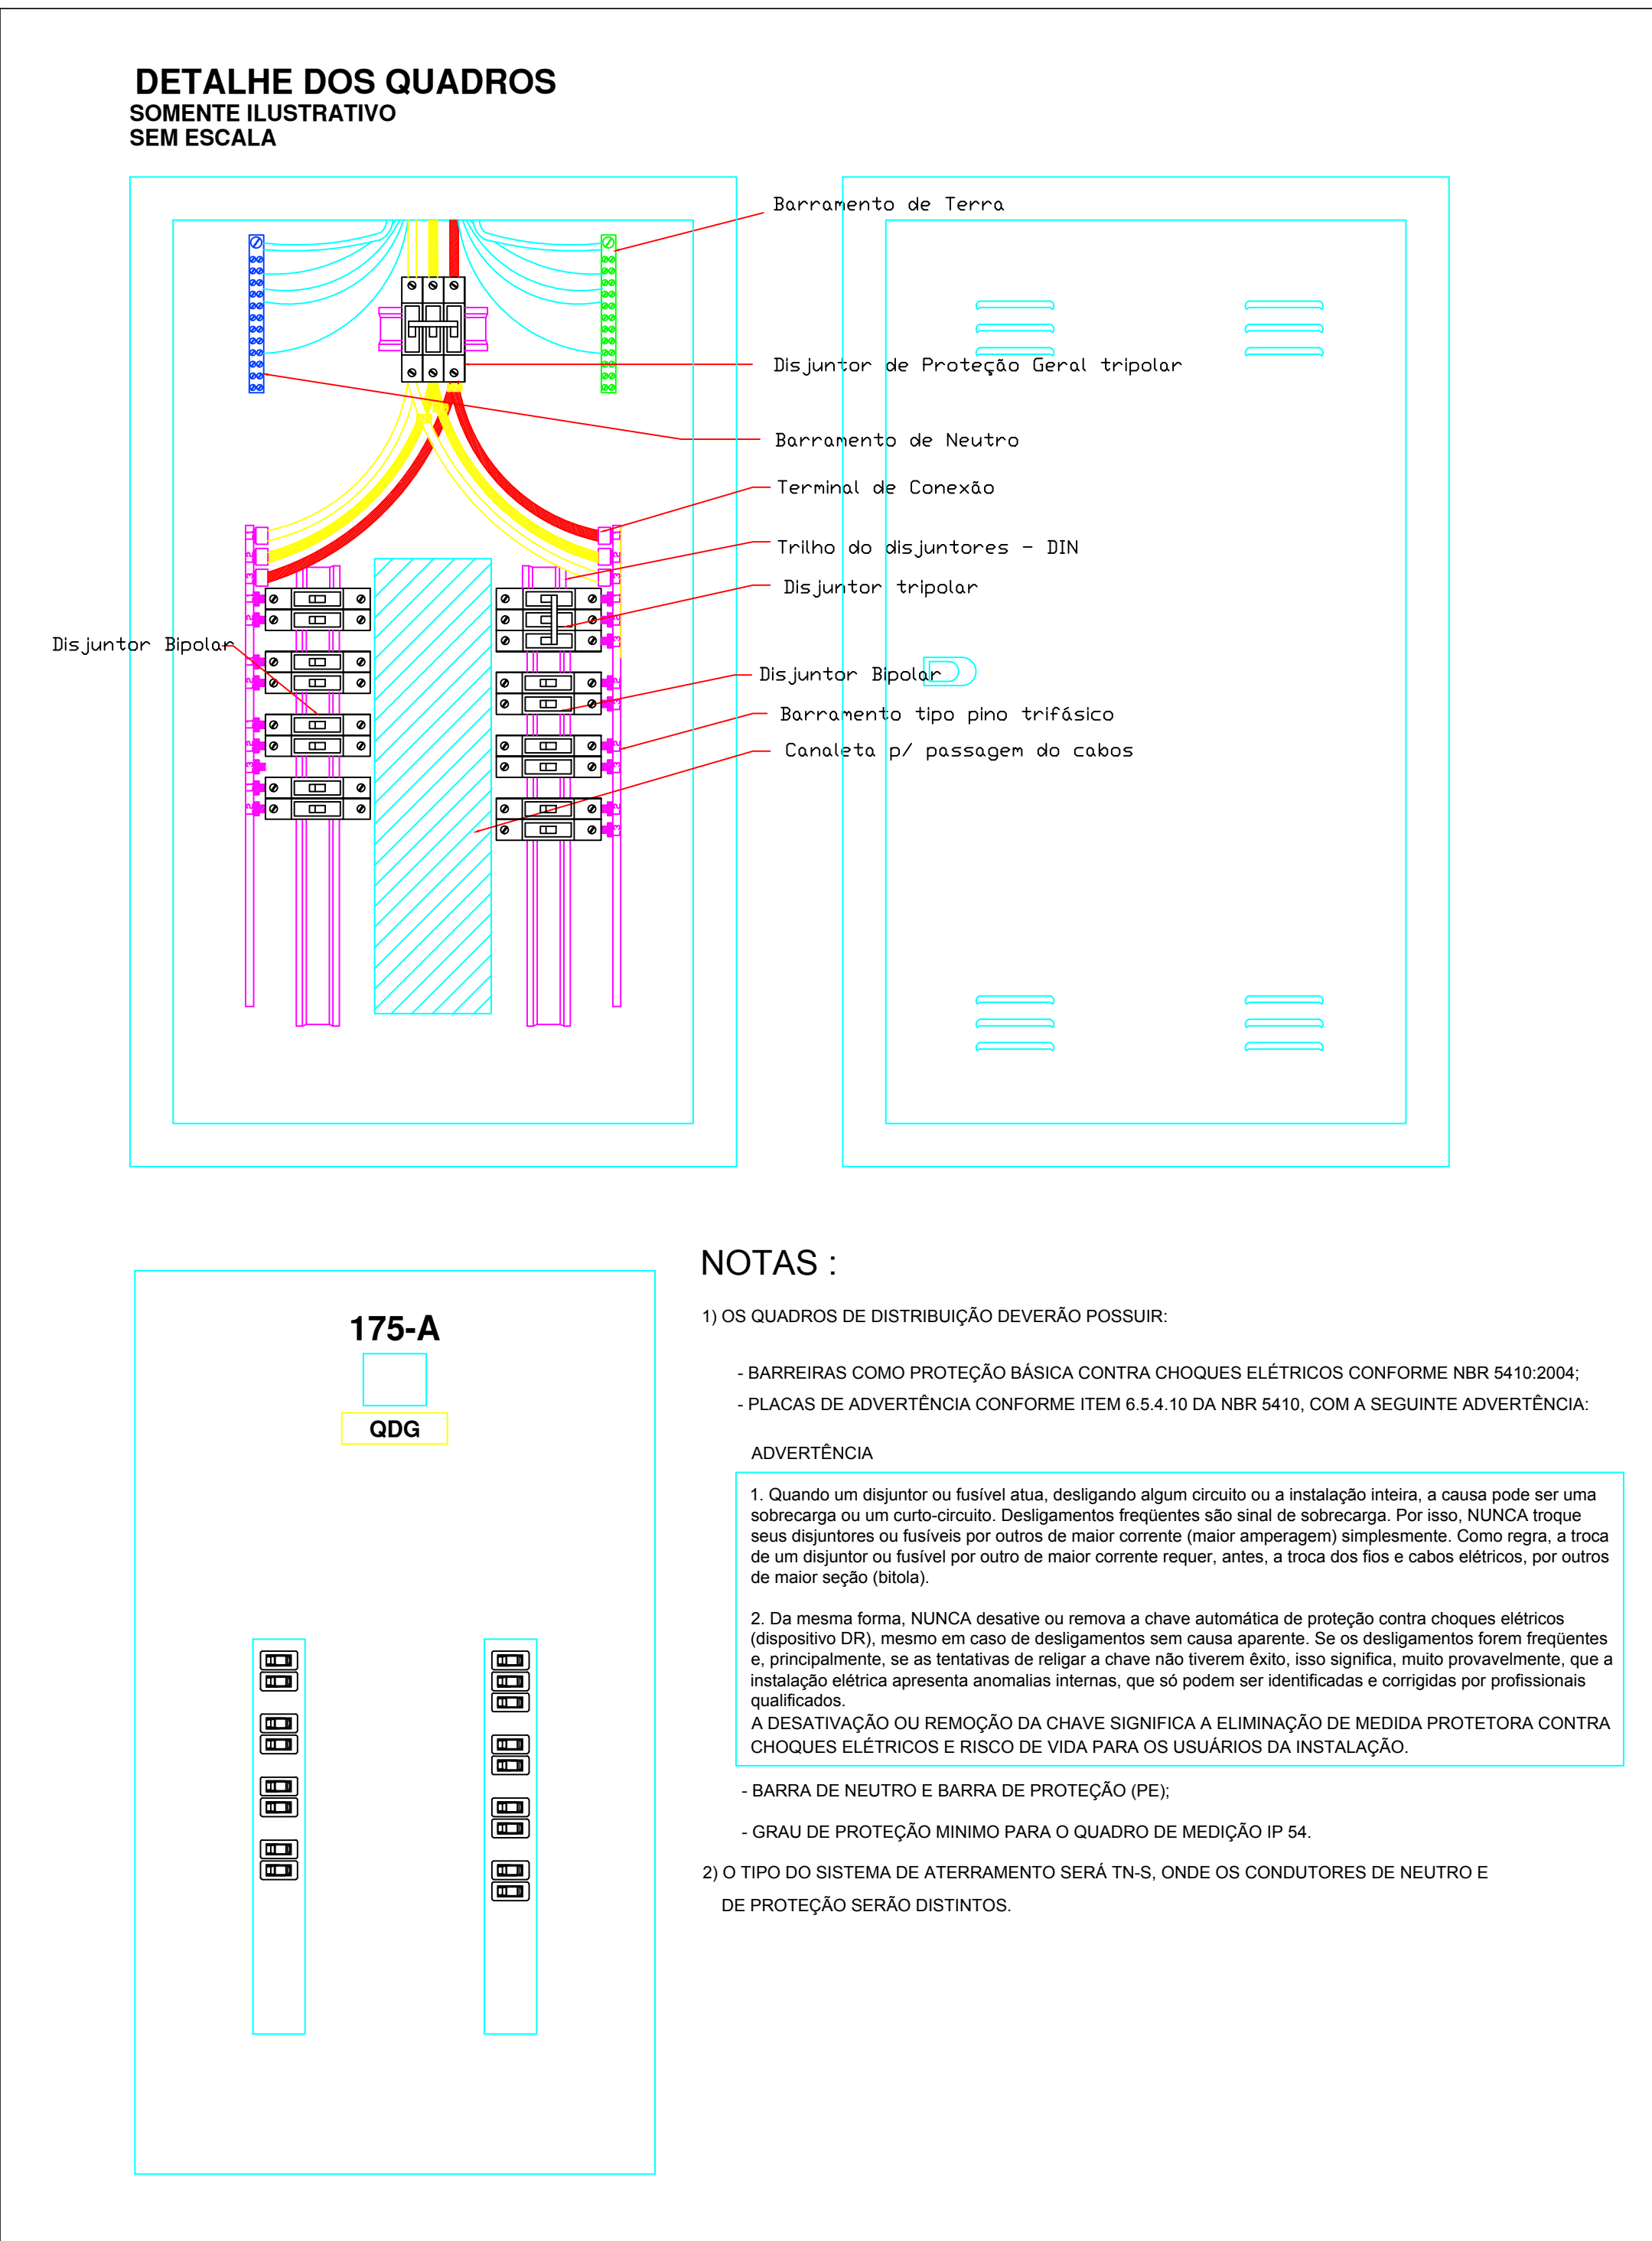 DETALHE DOS QUADROS
SOMENTE ILUSTRATIVO
SEM ESCALA
Barramento de Terra
Disjuntor de Proteção Geral tripolar
Barramento de Neutro
Terminal de Conexão
Trilho do disjuntores - DIN
Disjuntor tripolar
Disjuntor Bipolar
Disjuntor Bipolar
Barramento tipo pino trifásico
Canaleta p/ passagem do cabos
175-A
QDG
NOTAS :
1) OS QUADROS DE DISTRIBUIÇÃO DEVERÃO POSSUIR:
- BARREIRAS COMO PROTEÇÃO BÁSICA CONTRA CHOQUES ELÉTRICOS CONFORME NBR 5410:2004;
- PLACAS DE ADVERTÊNCIA CONFORME ITEM 6.5.4.10 DA NBR 5410, COM A SEGUINTE ADVERTÊNCIA:
ADVERTÊNCIA
1. Quando um disjuntor ou fusível atua, desligando algum circuito ou a instalação inteira, a causa pode ser uma
sobrecarga ou um curto-circuito. Desligamentos freqüentes são sinal de sobrecarga. Por isso, NUNCA troque
seus disjuntores ou fusíveis por outros de maior corrente (maior amperagem) simplesmente. Como regra, a troca
de um disjuntor ou fusível por outro de maior corrente requer, antes, a troca dos fios e cabos elétricos, por outros
de maior seção (bitola).
2. Da mesma forma, NUNCA desative ou remova a chave automática de proteção contra choques elétricos
(dispositivo DR), mesmo em caso de desligamentos sem causa aparente. Se os desligamentos forem freqüentes
e, principalmente, se as tentativas de religar a chave não tiverem êxito, isso significa, muito provavelmente, que a
instalação elétrica apresenta anomalias internas, que só podem ser identificadas e corrigidas por profissionais
qualificados.
A DESATIVAÇÃO OU REMOÇÃO DA CHAVE SIGNIFICA A ELIMINAÇÃO DE MEDIDA PROTETORA CONTRA
CHOQUES ELÉTRICOS E RISCO DE VIDA PARA OS USUÁRIOS DA INSTALAÇÃO.
- BARRA DE NEUTRO E BARRA DE PROTEÇÃO (PE);
- GRAU DE PROTEÇÃO MINIMO PARA O QUADRO DE MEDIÇÃO IP 54.
2) O TIPO DO SISTEMA DE ATERRAMENTO SERÁ TN-S, ONDE OS CONDUTORES DE NEUTRO E
DE PROTEÇÃO SERÃO DISTINTOS.